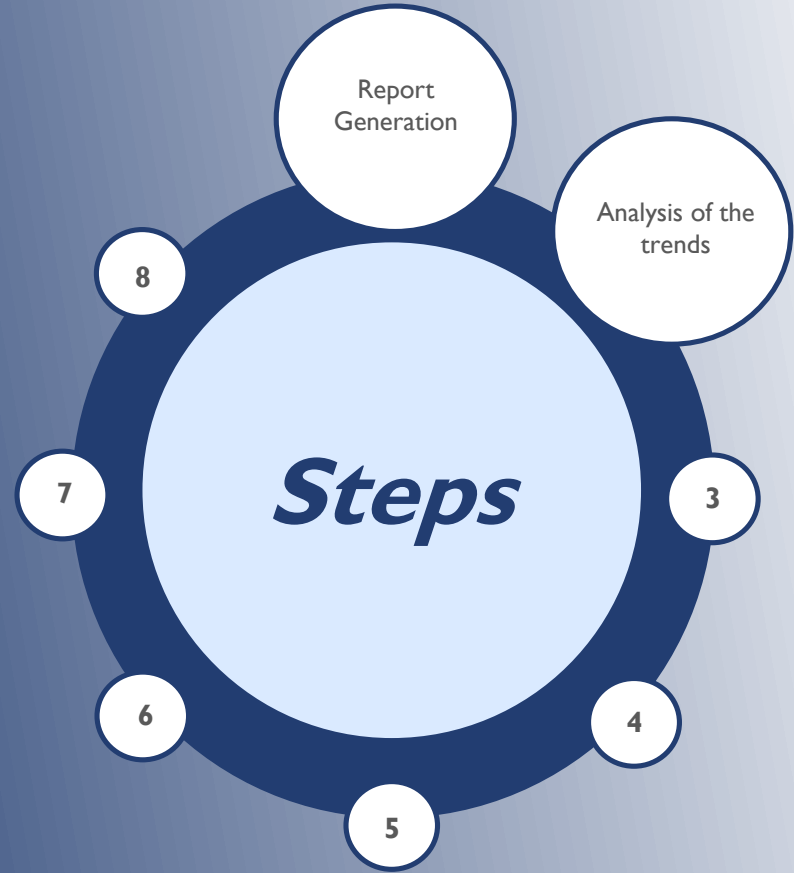 Report
Generation
Analysis of the
trends
8
7
Steps
3
6
4
5